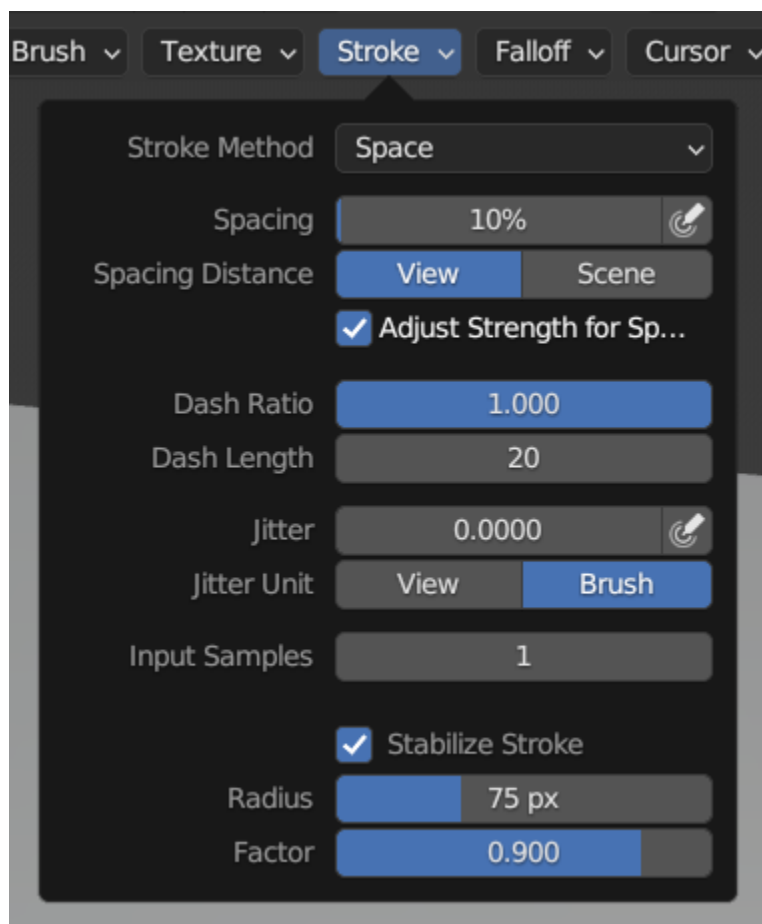 Brush Texture Stroke Falloff Cursor
Stroke Method Space
Spacing 10%
Spacing Distance View Scene
Adjust Strength for Sp...
Dash Ratio 1.000
Dash Length 20
Jitter 0.0000
Jitter Unit View Brush
Input Samples 1
Stabilize Stroke
Radius 75 px
Factor 0.900